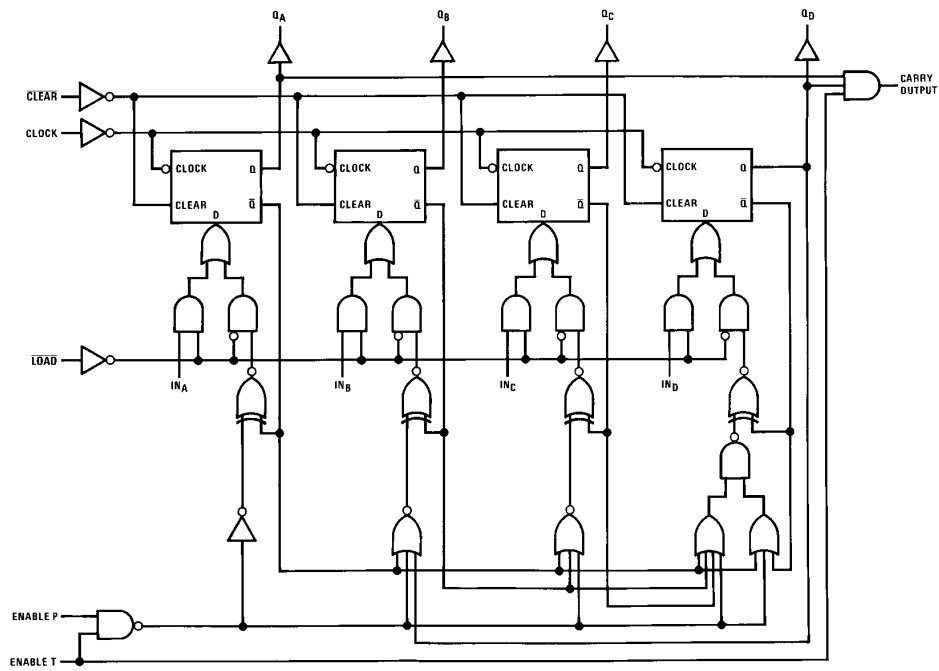 QA QB QC QD
CLEAR
CARRY
OUTPUT
CLOCK
CLOCK Q CLOCK Q CLOCK Q CLOCK Q
CLEAR Q̅ CLEAR Q̅ CLEAR Q̅ CLEAR Q̅
D D D D
L̅O̅A̅D̅
INA INB INC IND
ENABLE P
ENABLE T